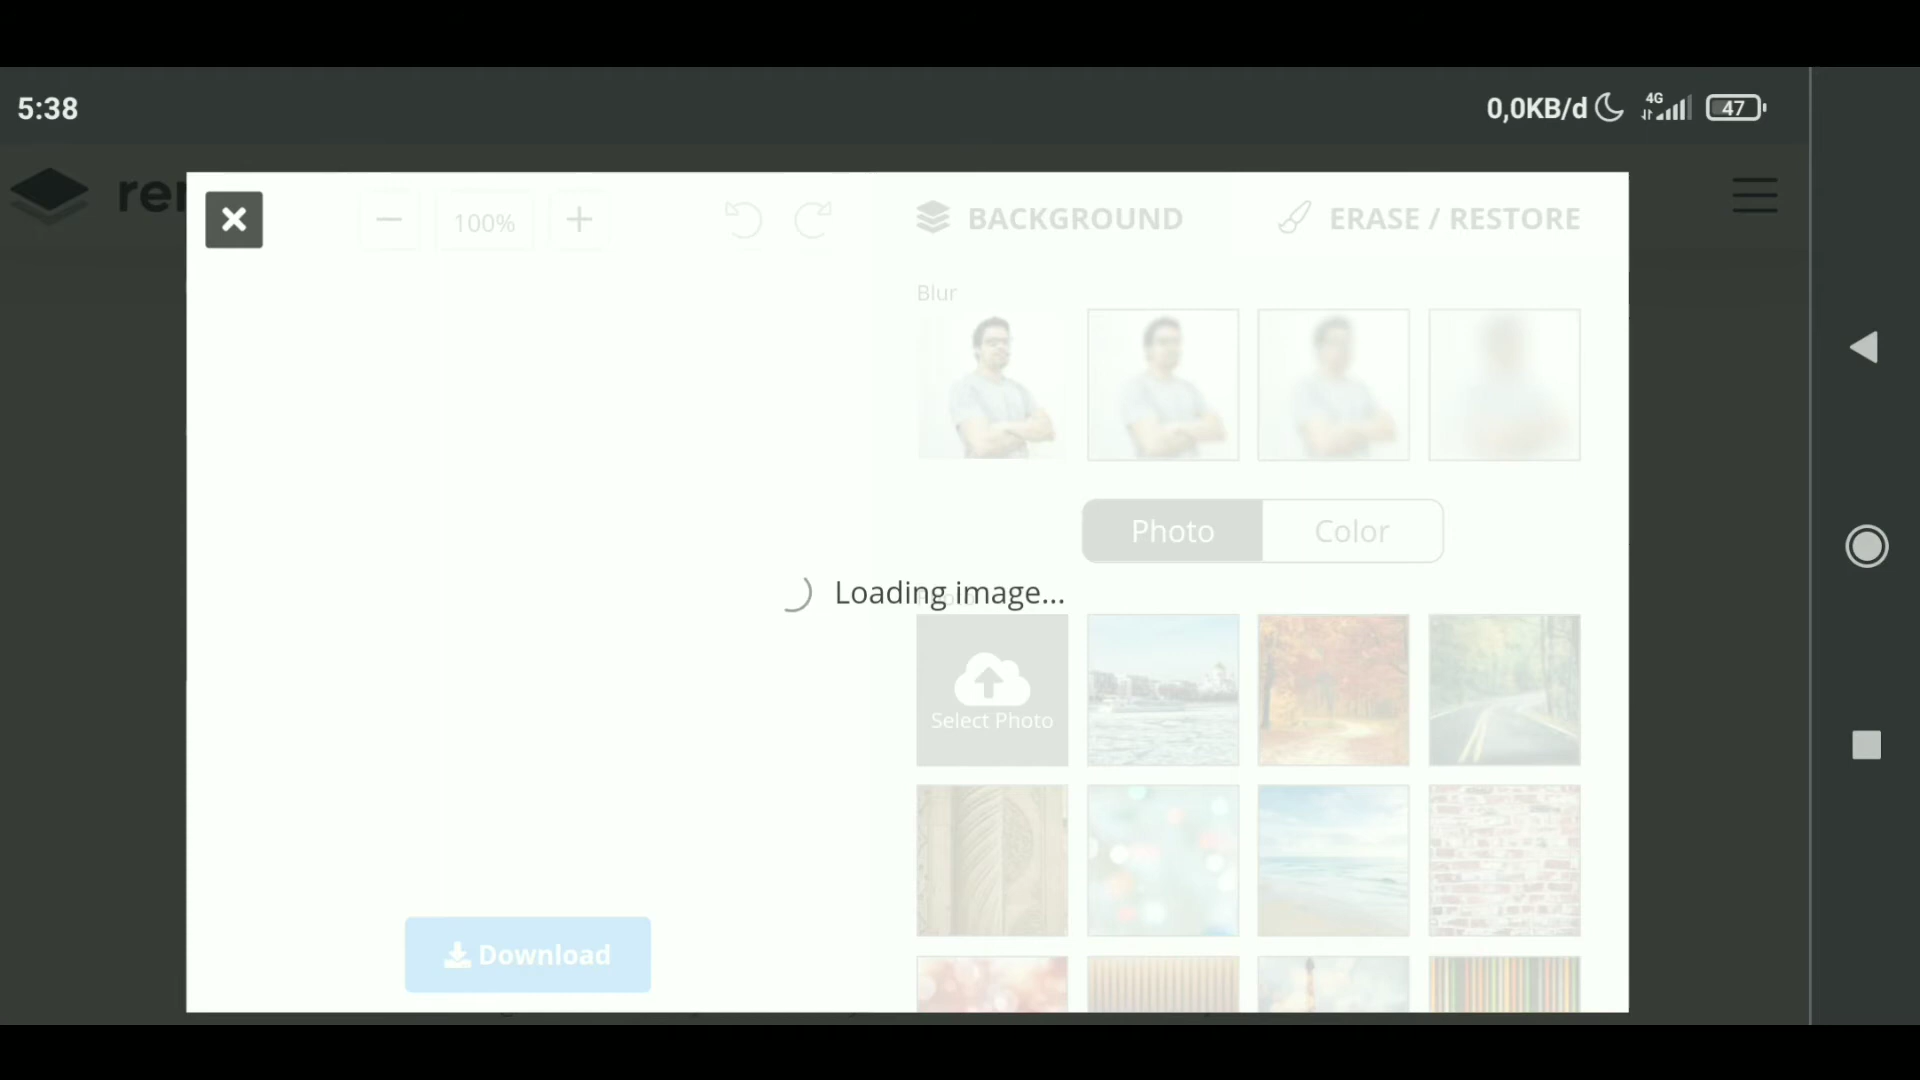 5:38
0,0KB/d
4G
47
100%
BACKGROUND
ERASE / RESTORE
Blur
Photo
Color
Loading image...
Select Photo
Download